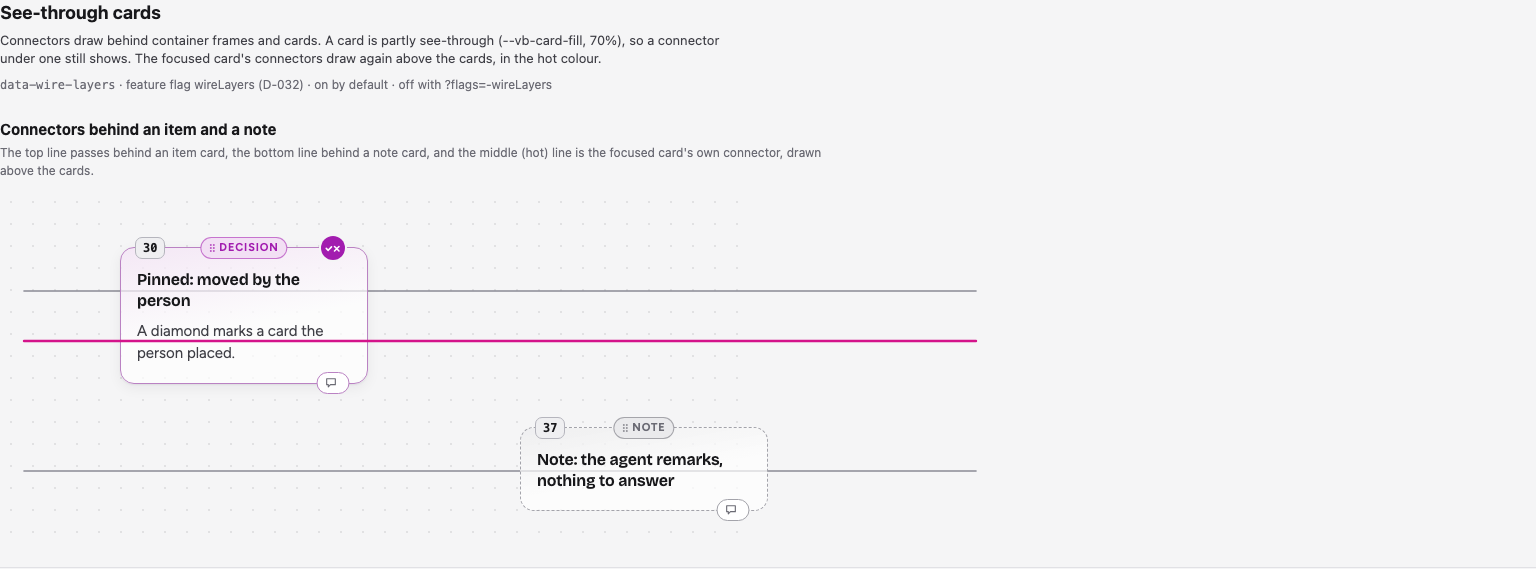 See-through cards
Connectors draw behind container frames and cards. A card is partly see-through (--vb-card-fill, 70%), so a connector
under one still shows. The focused card's connectors draw again above the cards, in the hot colour.
data-wire-layers · feature flag wireLayers (D-032) · on by default · off with ?flags=-wireLayers
Connectors behind an item and a note
The top line passes behind an item card, the bottom line behind a note card, and the middle (hot) line is the focused card's own connector, drawn
above the cards.
30 DECISION
Pinned: moved by the
person
A diamond marks a card the
person placed.
37 NOTE
Note: the agent remarks,
nothing to answer